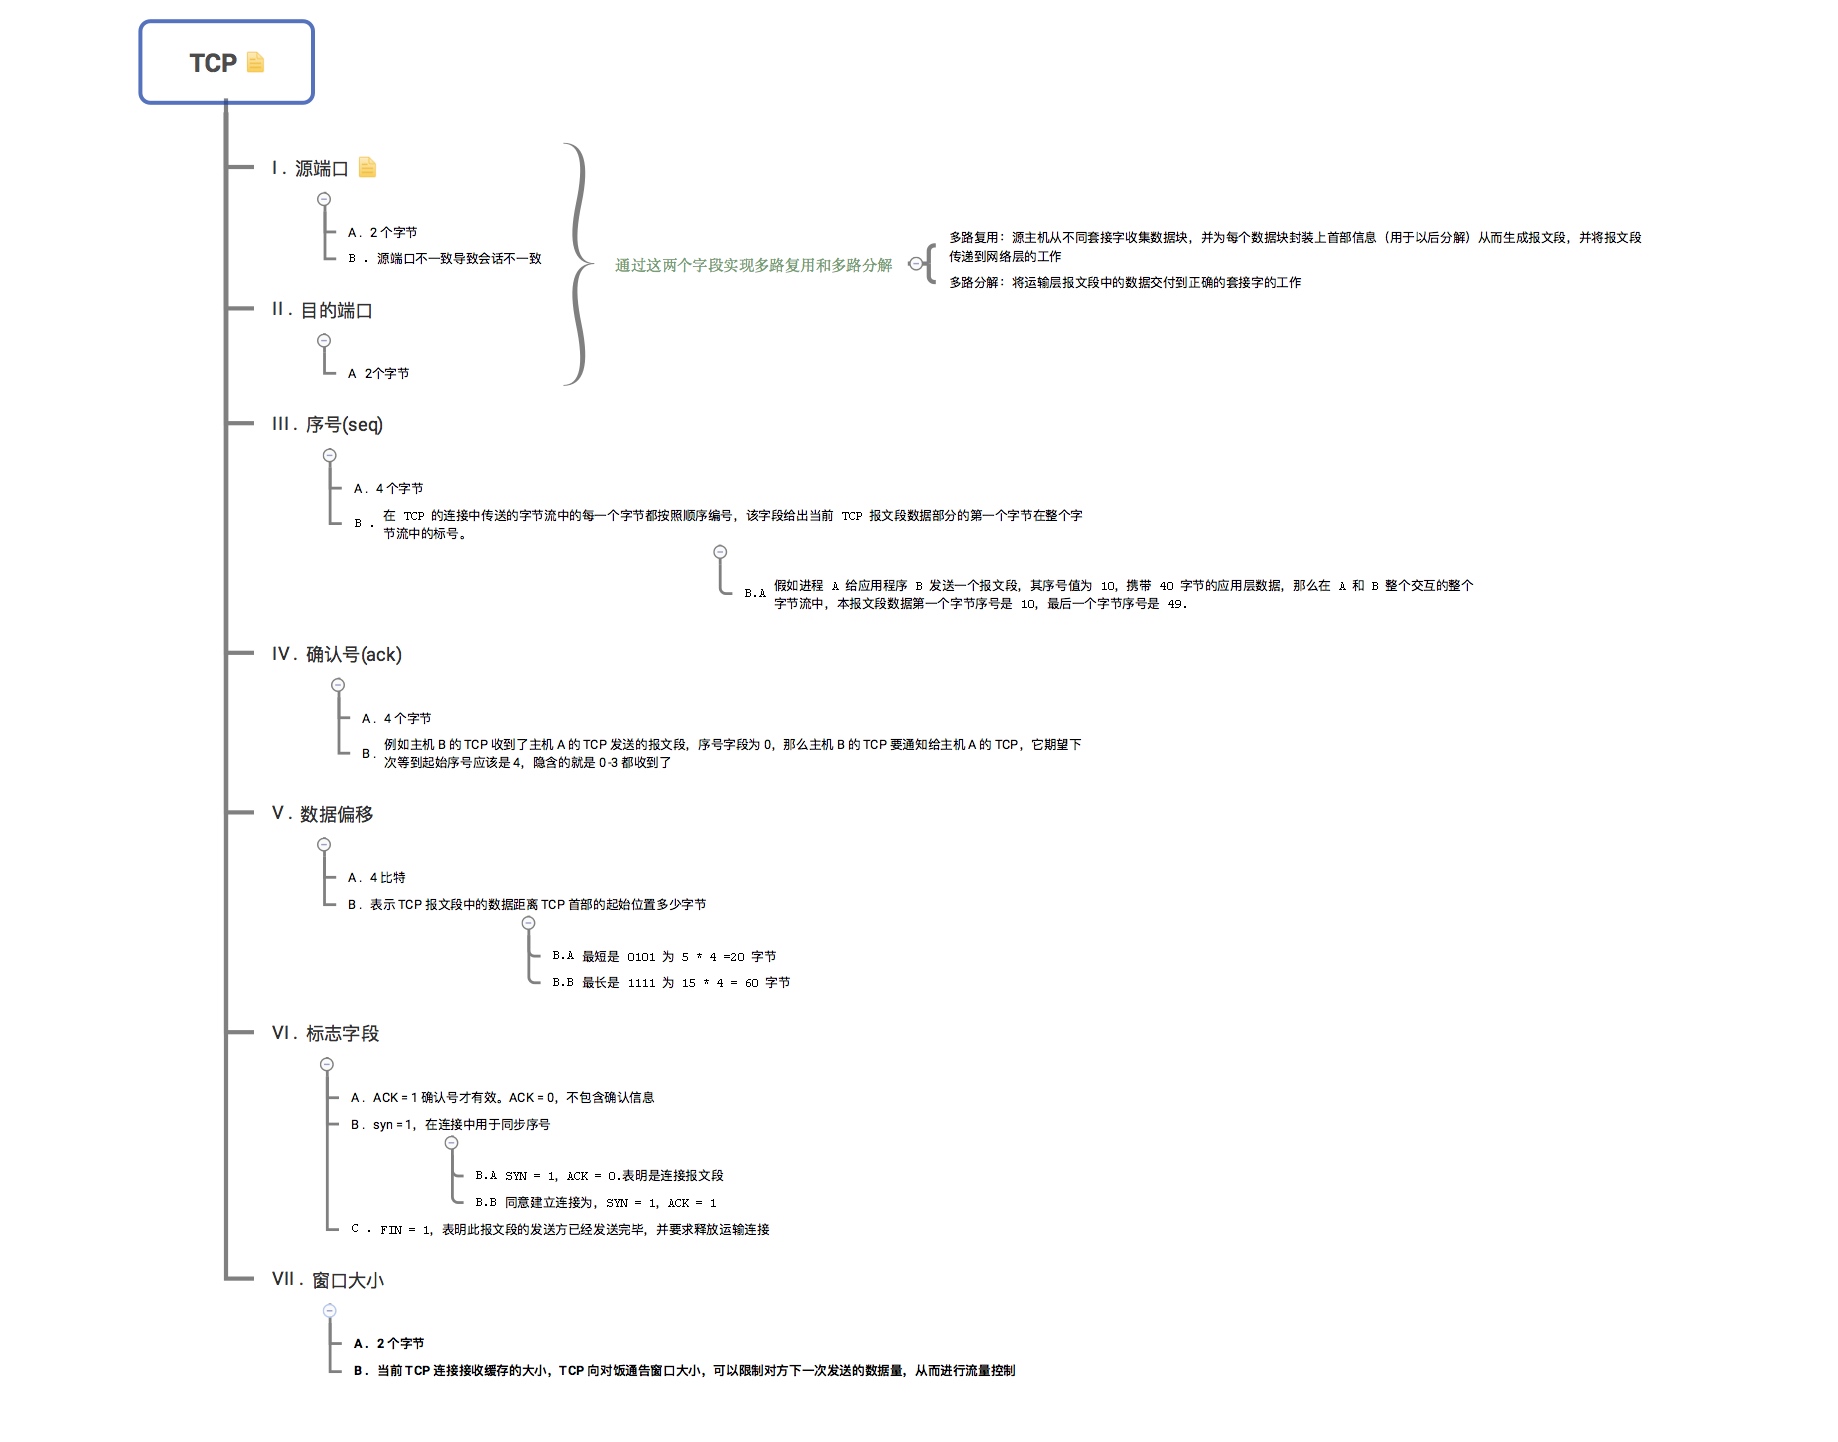 TCP
I . 源端口
A . 2 个字节
B . 源端口不一致导致会话不一致
II . 目的端口
A 2个字节
通过这两个字段实现多路复用和多路分解
多路复用：源主机从不同套接字收集数据块，并为每个数据块封装上首部信息（用于以后分解）从而生成报文段，并将报文段
传递到网络层的工作
多路分解：将运输层报文段中的数据交付到正确的套接字的工作
III . 序号(seq)
A . 4 个字节
B . 在 TCP 的连接中传送的字节流中的每一个字节都按照顺序编号，该字段给出当前 TCP 报文段数据部分的第一个字节在整个字
节流中的标号。
B.A 假如进程 A 给应用程序 B 发送一个报文段，其序号值为 10，携带 40 字节的应用层数据，那么在 A 和 B 整个交互的整个
字节流中，本报文段数据第一个字节序号是 10，最后一个字节序号是 49.
IV . 确认号(ack)
A . 4 个字节
B . 例如主机 B 的 TCP 收到了主机 A 的 TCP 发送的报文段，序号字段为 0，那么主机 B 的 TCP 要通知给主机 A 的 TCP，它期望下
次等到起始序号应该是 4，隐含的就是 0-3 都收到了
V . 数据偏移
A . 4 比特
B . 表示 TCP 报文段中的数据距离 TCP 首部的起始位置多少字节
B.A 最短是 0101 为 5 * 4 =20 字节
B.B 最长是 1111 为 15 * 4 = 60 字节
VI . 标志字段
A . ACK = 1 确认号才有效。ACK = 0，不包含确认信息
B . syn = 1，在连接中用于同步序号
B.A SYN = 1, ACK = 0.表明是连接报文段
B.B 同意建立连接为，SYN = 1, ACK = 1
C . FIN = 1，表明此报文段的发送方已经发送完毕，并要求释放运输连接
VII . 窗口大小
A . 2 个字节
B . 当前 TCP 连接接收缓存的大小，TCP 向对饭通告窗口大小，可以限制对方下一次发送的数据量，从而进行流量控制